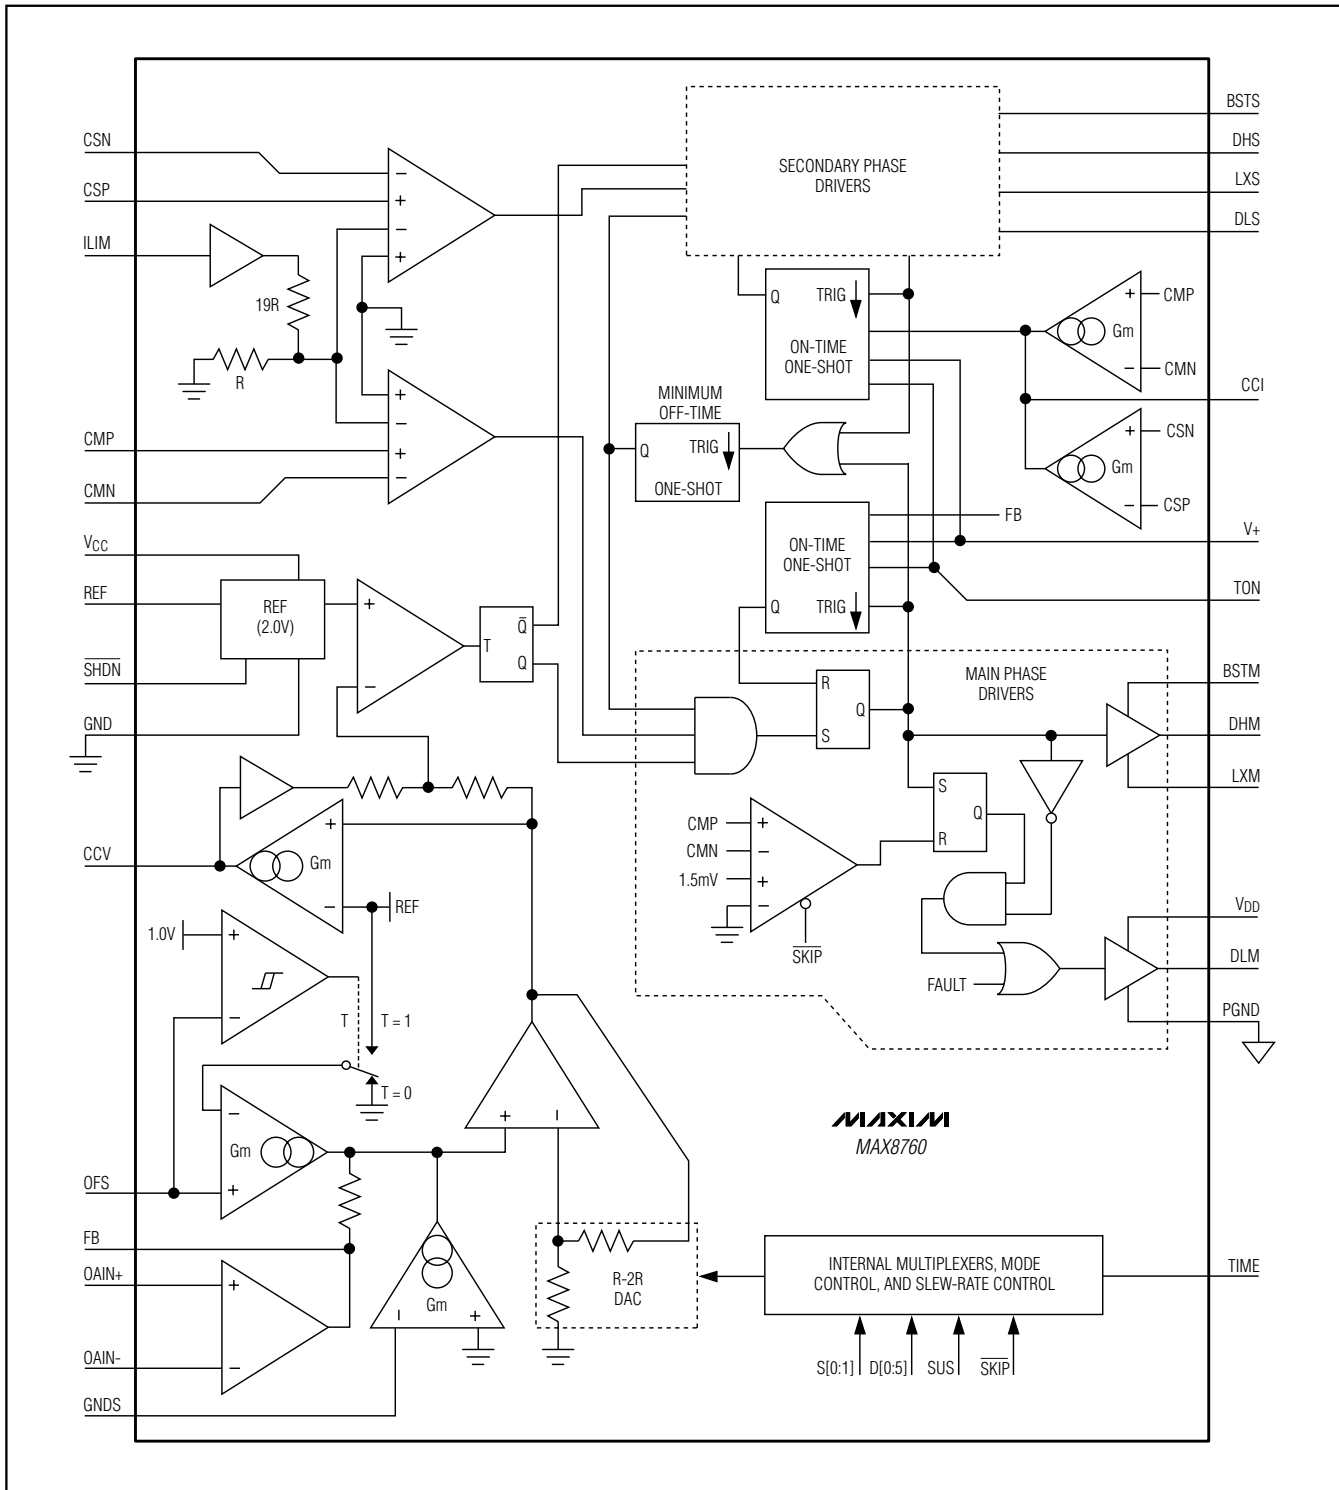 BSTS
CSN
DHS
SECONDARY PHASE
DRIVERS
CSP
LXS
DLS
ILIM
−
+
−
+
19R
Q
TRIG
+
CMP
Gm
ON-TIME
ONE-SHOT
R
−
CMN
CCI
MINIMUM
OFF-TIME
+
−
+
−
CMP
Q
TRIG
ONE-SHOT
+
CSN
Gm
−
CSP
CMN
FB
V+
VCC
ON-TIME
ONE-SHOT
REF
REF
(2.0V)
+
−
T
Q̅
Q
Q
TRIG
TON
S̅H̅D̅N̅
MAIN PHASE
DRIVERS
BSTM
R
Q
S
GND
DHM
LXM
S
Q
R
CMP
+
CMN
−
1.5mV
+
−
S̅K̅I̅P̅
CCV
+
Gm
−
REF
1.0V
+
−
T
T = 1
T = 0
VDD
DLM
FAULT
PGND
−
Gm
+
+
−
MAXIM
MAX8760
OFS
FB
OAIN+
+
−
Gm
−
+
R-2R
DAC
INTERNAL MULTIPLEXERS, MODE
CONTROL, AND SLEW-RATE CONTROL
TIME
OAIN-
S[0:1]
D[0:5]
SUS
S̅K̅I̅P̅
GNDS